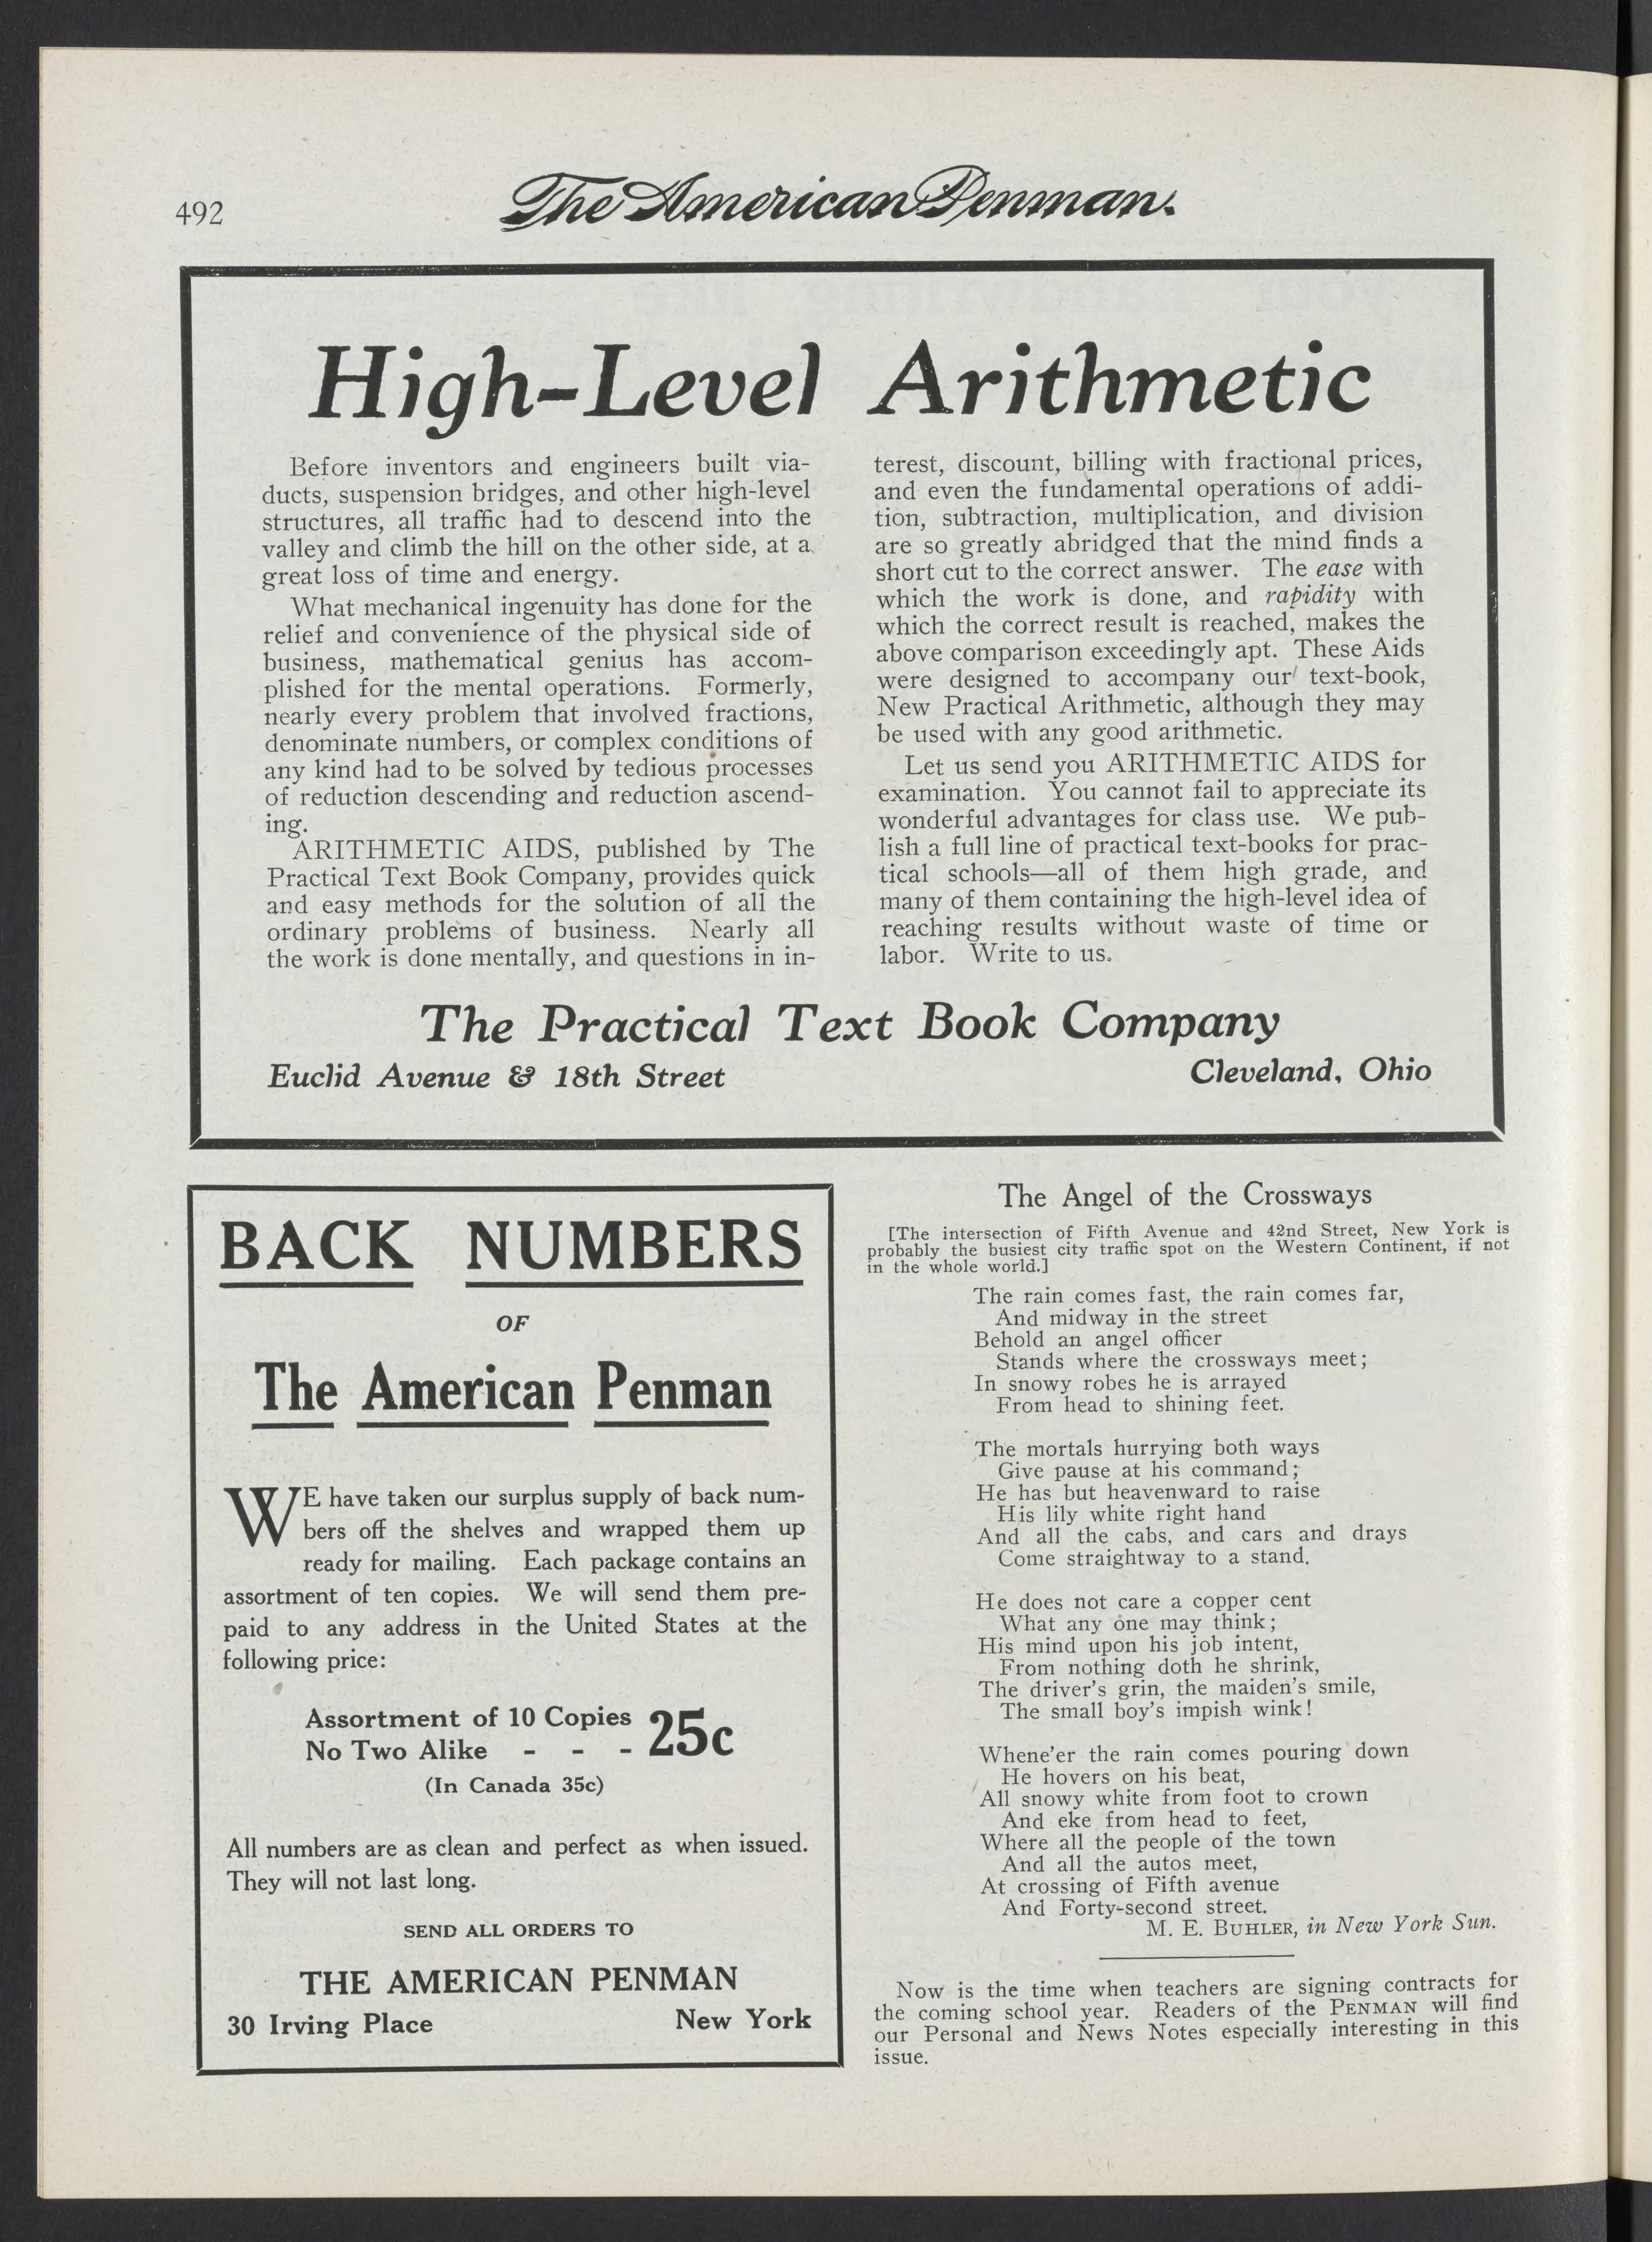 492
The American Penman.
High-Level Arithmetic
Before inventors and engineers built via-
ducts, suspension bridges, and other high-level
structures, all traffic had to descend into the
valley and climb the hill on the other side, at a
great loss of time and energy.
What mechanical ingenuity has done for the
relief and convenience of the physical side of
business, mathematical genius has accom-
plished for the mental operations. Formerly,
nearly every problem that involved fractions,
denominate numbers, or complex conditions of
any kind had to be solved by tedious processes
of reduction descending and reduction ascend-
ing.
ARITHMETIC AIDS, published by The
Practical Text Book Company, provides quick
and easy methods for the solution of all the
ordinary problems of business. Nearly all
the work is done mentally, and questions in in-
terest, discount, billing with fractional prices,
and even the fundamental operations of addi-
tion, subtraction, multiplication, and division
are so greatly abridged that the mind finds a
short cut to the correct answer. The ease with
which the work is done, and rapidity with
which the correct result is reached, makes the
above comparison exceedingly apt. These Aids
were designed to accompany our text-book,
New Practical Arithmetic, although they may
be used with any good arithmetic.
Let us send you ARITHMETIC AIDS for
examination. You cannot fail to appreciate its
wonderful advantages for class use. We pub-
lish a full line of practical text-books for prac-
tical schools—all of them high grade, and
many of them containing the high-level idea of
reaching results without waste of time or
labor. Write to us.
The Practical Text Book Company
Euclid Avenue & 18th Street Cleveland, Ohio
BACK NUMBERS
OF
The American Penman
WE have taken our surplus supply of back num-
bers off the shelves and wrapped them up
ready for mailing. Each package contains an
assortment of ten copies. We will send them pre-
paid to any address in the United States at the
following price:
Assortment of 10 Copies
No Two Alike - - - 25c
(In Canada 35c)
All numbers are as clean and perfect as when issued.
They will not last long.
SEND ALL ORDERS TO
THE AMERICAN PENMAN
30 Irving Place New York
The Angel of the Crossways
[The intersection of Fifth Avenue and 42nd Street, New York is
probably the busiest city traffic spot on the Western Continent, if not
in the whole world.]
The rain comes fast, the rain comes far,
And midway in the street
Behold an angel officer
Stands where the crossways meet;
In snowy robes he is arrayed
From head to shining feet.
The mortals hurrying both ways
Give pause at his command;
He has but heavenward to raise
His lily white right hand
And all the cabs, and cars and drays
Come straightway to a stand.
He does not care a copper cent
What any one may think;
His mind upon his job intent,
From nothing doth he shrink,
The driver's grin, the maiden's smile,
The small boy's impish wink!
Whene'er the rain comes pouring down
He hovers on his beat,
All snowy white from foot to crown
And eke from head to feet,
Where all the people of the town
And all the autos meet,
At crossing of Fifth avenue
And Forty-second street.
M. E. BUHLER, in New York Sun.
Now is the time when teachers are signing contracts for
the coming school year. Readers of the PENMAN will find
our Personal and News Notes especially interesting in this
issue.